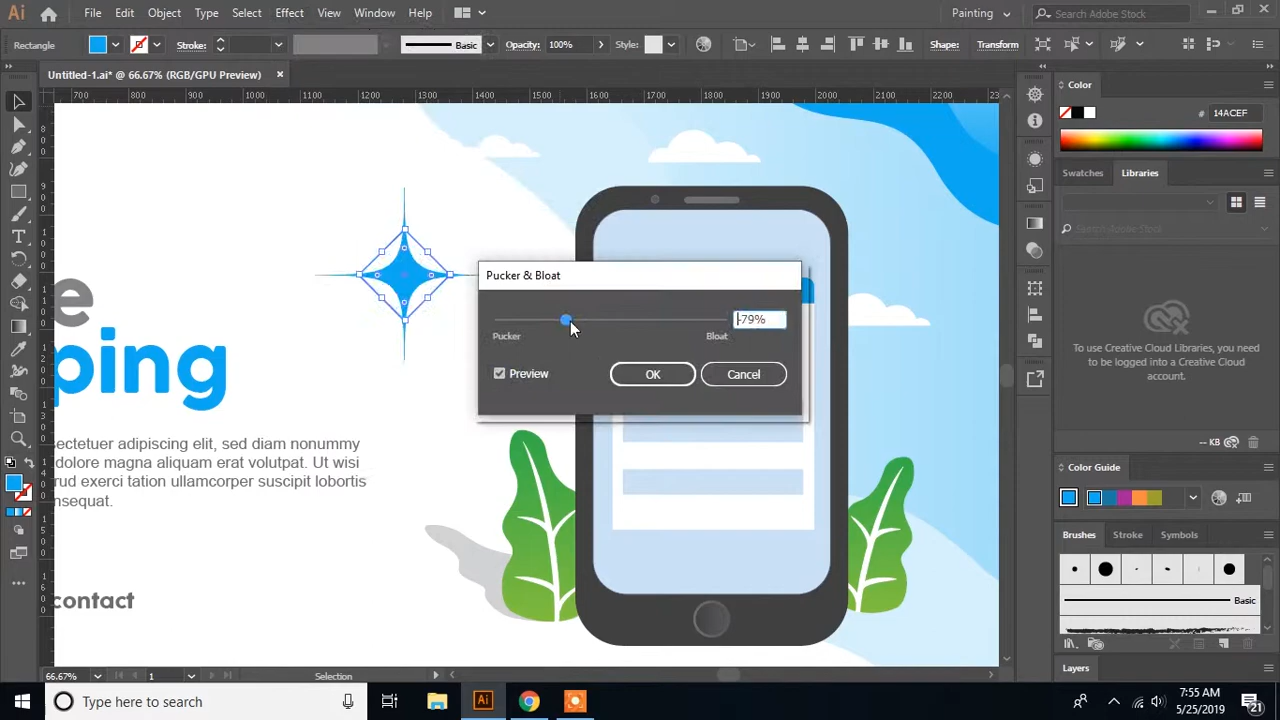 Ai File Edit Object Type Select Effect View Window Help Painting Search Adobe Stock
Rectangle Stroke: Basic Opacity: 100% Style: Shape: Transform
Untitled-1.ai* @ 66.67% (RGB/GPU Preview)
700 800 900 1000 1100 1200 1300 1400 1500 1600 1700 1800 1900 2000 2100 2200 23
Color
# 14ACEF
Swatches Libraries
Search Adobe Stock
To use Creative Cloud Libraries, you
need to be logged into a Creative Cloud
account.
-- KB
Color Guide
Brushes Stroke Symbols
Basic
Layers
e
ping
ectetuer adipiscing elit, sed diam nonummy
dolore magna aliquam erat volutpat. Ut wisi
rud exerci tation ullamcorper suscipit lobortis
nsequat.
contact
Pucker & Bloat
-79%
Pucker Bloat
Preview OK Cancel
66.67% 1 Selection
Type here to search
Ai
7:55 AM
5/25/2019
21